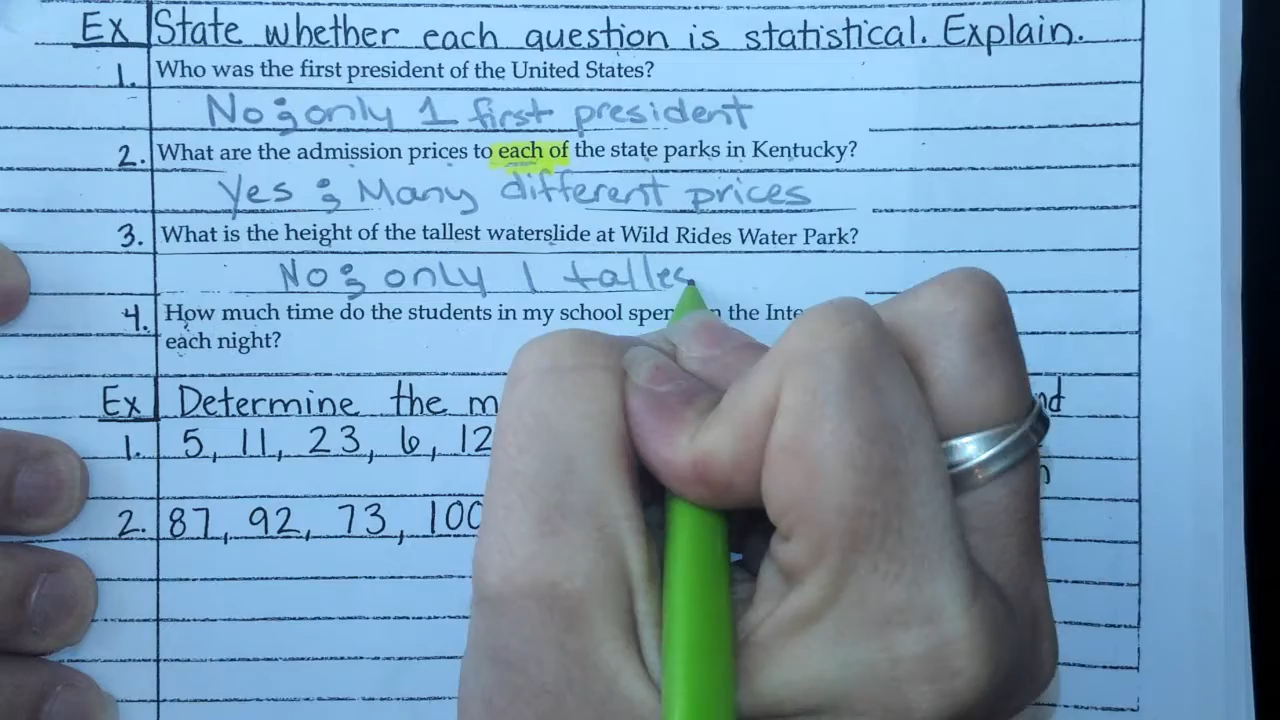 Ex State whether each question is statistical. Explain.
1. Who was the first president of the United States?
No; only 1 first president
2. What are the admission prices to each of the state parks in Kentucky?
Yes; Many different prices
3. What is the height of the tallest waterslide at Wild Rides Water Park?
No; only 1 talles
4. How much time do the students in my school the
each night?
Ex Determine the
1. 5, 11, 23, 6, 12
2. 87, 92, 73, 100